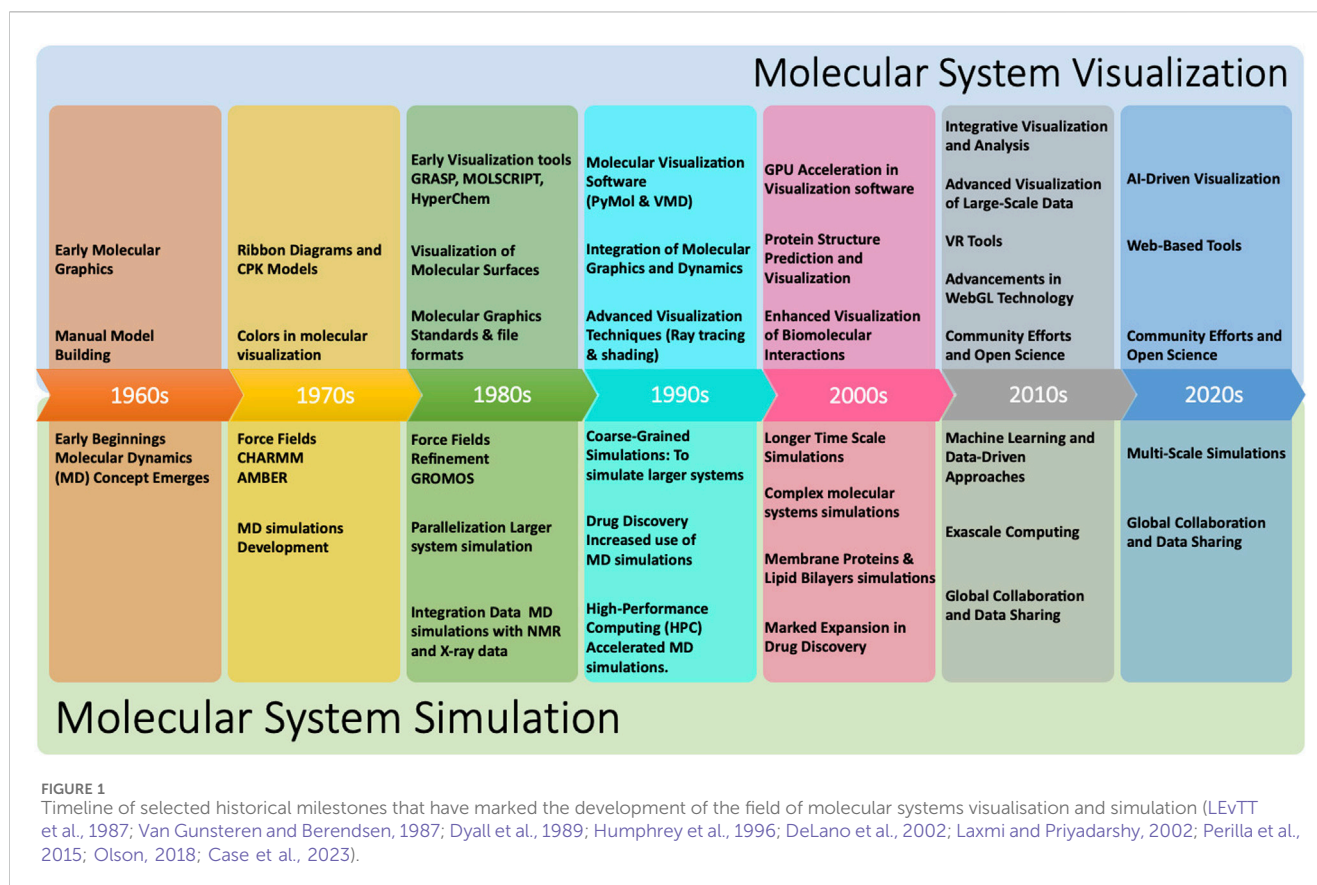 Molecular System Visualization
Early Molecular
Graphics
Manual Model
Building
Ribbon Diagrams and
CPK Models
Colors in molecular
visualization
Early Visualization tools
GRASP, MOLSCRIPT,
HyperChem
Visualization of
Molecular Surfaces
Molecular Graphics
Standards & file
formats
Molecular Visualization
Software
(PyMol & VMD)
Integration of Molecular
Graphics and Dynamics
Advanced Visualization
Techniques (Ray tracing
& shading)
GPU Acceleration in
Visualization software
Protein Structure
Prediction and
Visualization
Enhanced Visualization
of Biomolecular
Interactions
Integrative Visualization
and Analysis
Advanced Visualization
of Large-Scale Data
VR Tools
Advancements in
WebGL Technology
Community Efforts
and Open Science
AI-Driven Visualization
Web-Based Tools
Community Efforts and
Open Science
1960s
1970s
1980s
1990s
2000s
2010s
2020s
Early Beginnings
Molecular Dynamics
(MD) Concept Emerges
Force Fields
CHARMM
AMBER
MD simulations
Development
Force Fields
Refinement
GROMOS
Parallelization Larger
system simulation
Integration Data MD
simulations with NMR
and X-ray data
Coarse-Grained
Simulations: To
simulate larger systems
Drug Discovery
Increased use of
MD simulations
High-Performance
Computing (HPC)
Accelerated MD
simulations.
Longer Time Scale
Simulations
Complex molecular
systems simulations
Membrane Proteins &
Lipid Bilayers simulations
Marked Expansion in
Drug Discovery
Machine Learning and
Data-Driven
Approaches
Exascale Computing
Global Collaboration
and Data Sharing
Multi-Scale Simulations
Global Collaboration
and Data Sharing
Molecular System Simulation
FIGURE 1
Timeline of selected historical milestones that have marked the development of the field of molecular systems visualisation and simulation (LEvTT
et al., 1987; Van Gunsteren and Berendsen, 1987; Dyall et al., 1989; Humphrey et al., 1996; DeLano et al., 2002; Laxmi and Priyadarshy, 2002; Perilla et al.,
2015; Olson, 2018; Case et al., 2023).